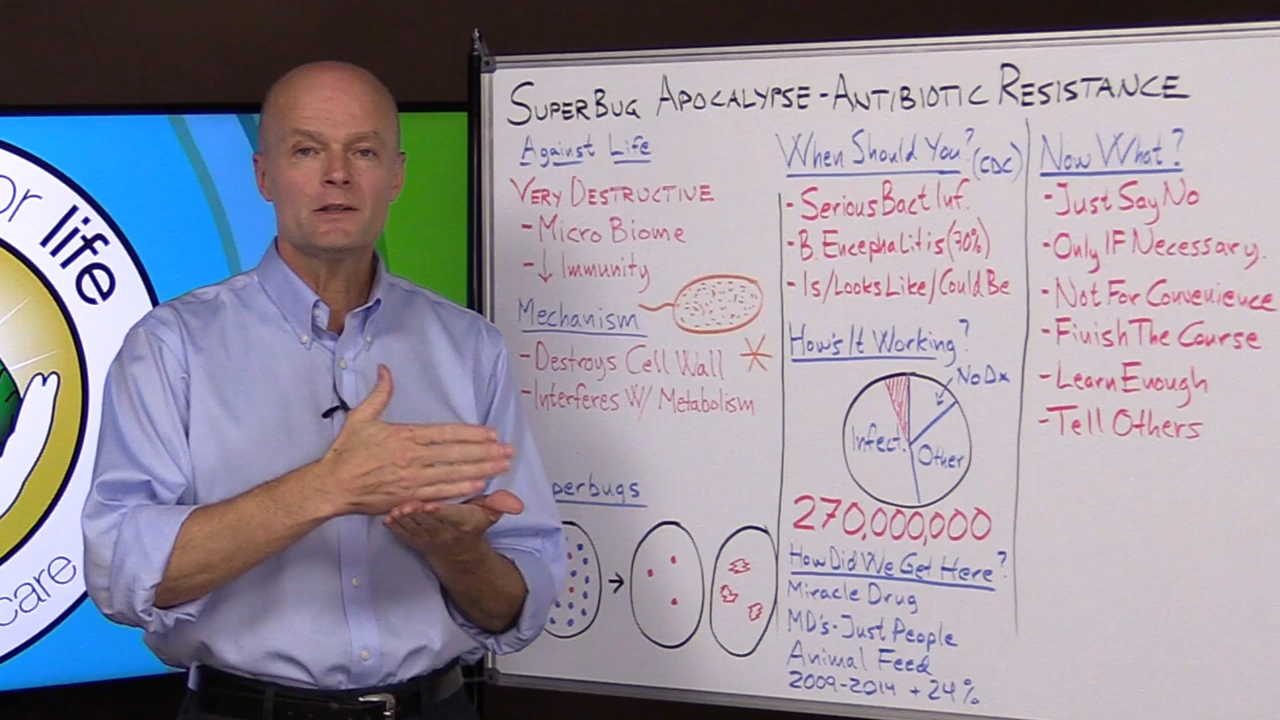 or life
care
SUPERBUG APOCALYPSE - ANTIBIOTIC RESISTANCE
Against Life
VERY DESTRUCTIVE
- Micro Biome
- ↓ Immunity
Mechanism
- Destroys Cell Wall
- Interferes W/ Metabolism
perbugs
When Should You? (CDC)
- Serious Bact Inf.
- B. Encephalitis (70%)
- Is/Looks Like/Could Be
How's It Working?
No Dx
Infect.
Other
270,000,000
How Did We Get Here?
Miracle Drug
MD's - Just People
Animal Feed
2009-2014 + 24%
Now What?
- Just Say No
- Only IF Necessary.
- Not For Convenience
- Finish The Course
- Learn Enough
- Tell Others